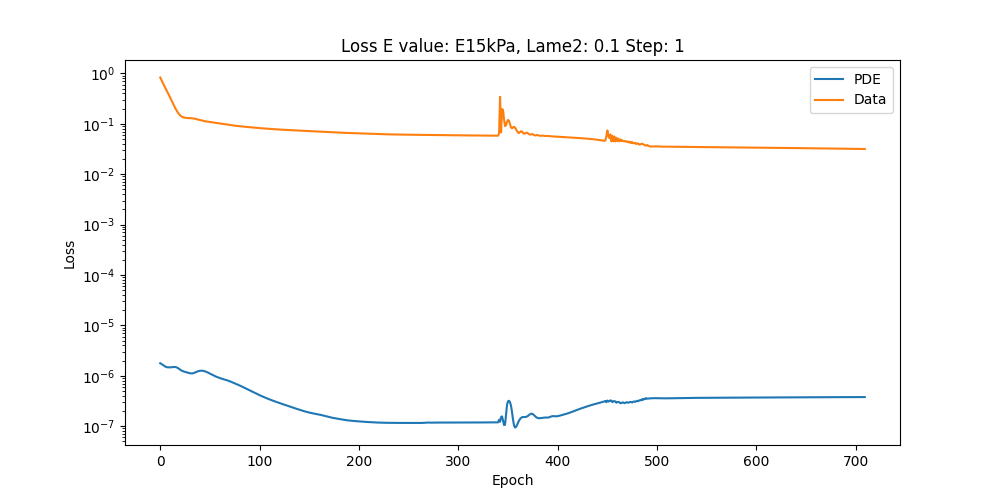 Loss E value: E15kPa, Lame2: 0.1 Step: 1
PDE
Data
10⁰
10⁻¹
10⁻²
10⁻³
10⁻⁴
10⁻⁵
10⁻⁶
10⁻⁷
Loss
0 100 200 300 400 500 600 700
Epoch